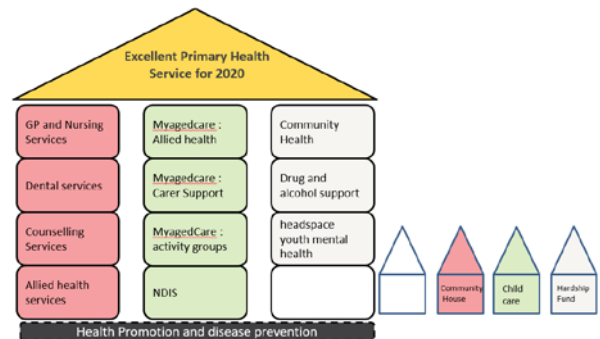 Excellent Primary Health
Service for 2020
GP and Nursing
Services
Myagedcare :
Allied health
Community
Health
Dental services
Myagedcare :
Carer Support
Drug and
alcohol support
Counselling
Services
MyagedCare :
activity groups
headspace
youth mental
health
Allied health
services
NDIS
Community
House
Child
care
Hardship
Fund
Health Promotion and disease prevention